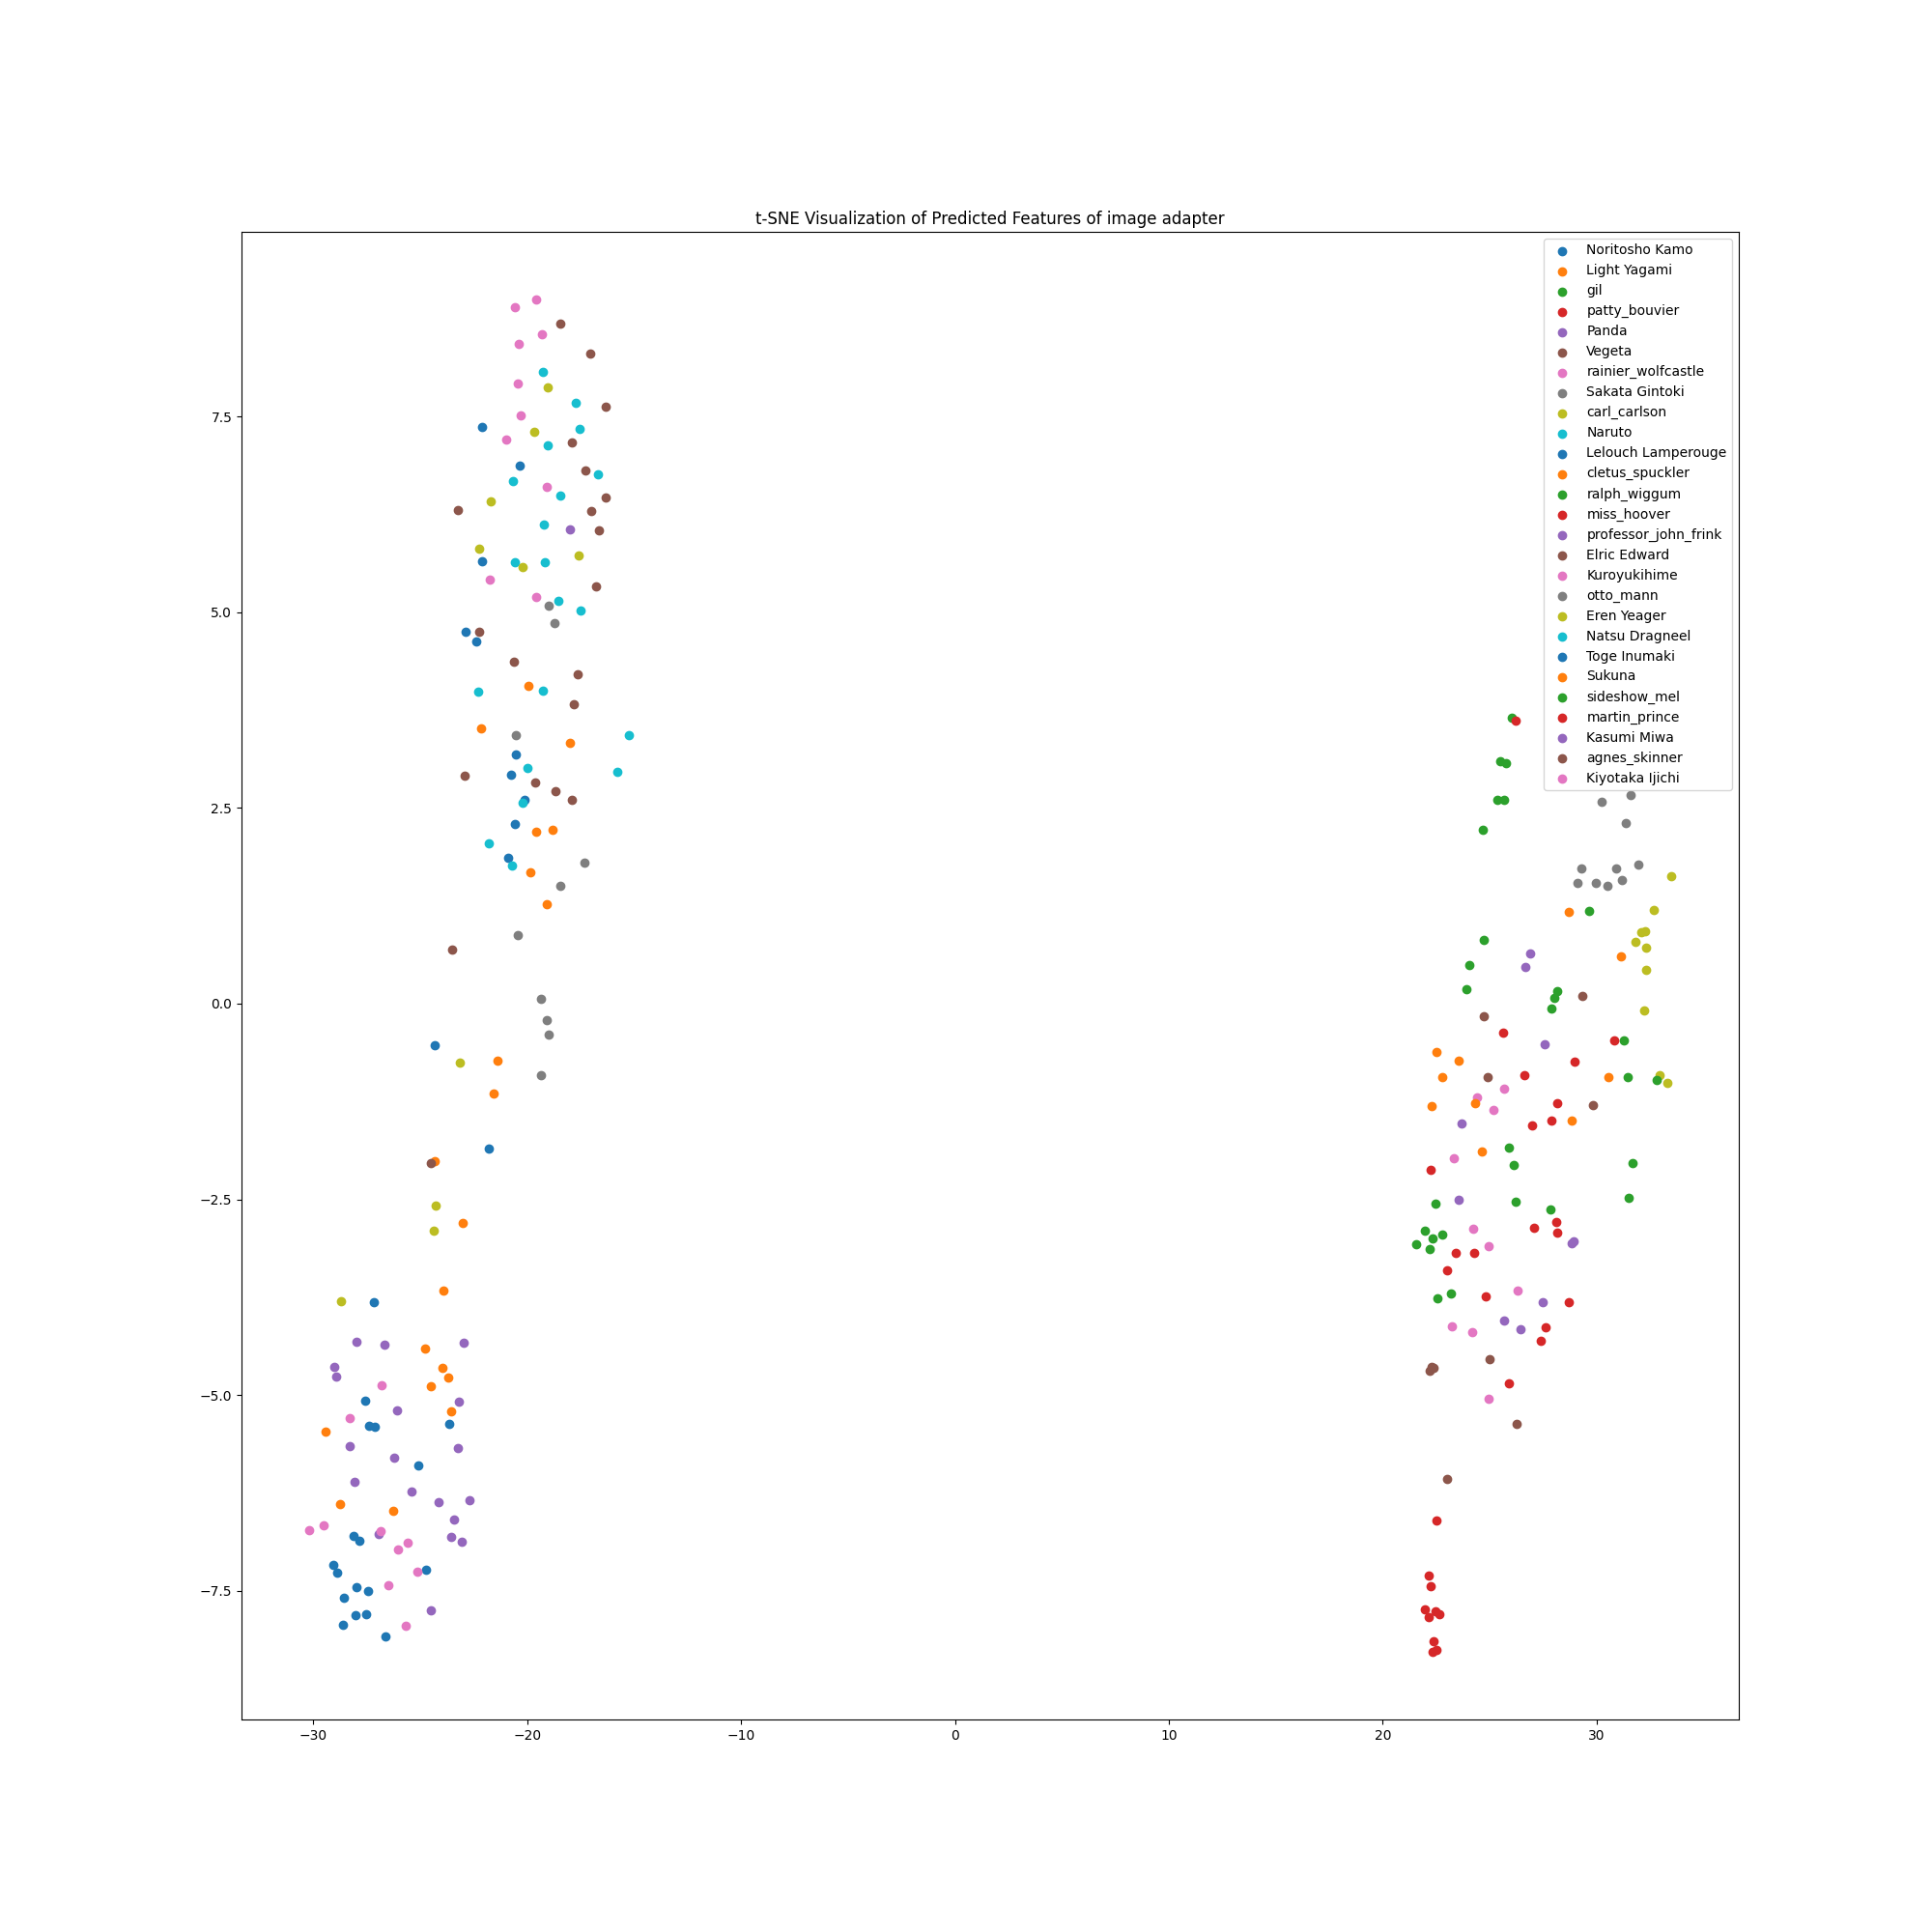 t-SNE Visualization of Predicted Features of image adapter
Noritosho Kamo
Light Yagami
gil
patty_bouvier
Panda
Vegeta
rainier_wolfcastle
Sakata Gintoki
carl_carlson
Naruto
Lelouch Lamperouge
cletus_spuckler
ralph_wiggum
miss_hoover
professor_john_frink
Elric Edward
Kuroyukihime
otto_mann
Eren Yeager
Natsu Dragneel
Toge Inumaki
Sukuna
sideshow_mel
martin_prince
Kasumi Miwa
agnes_skinner
Kiyotaka Ijichi
7.5
5.0
2.5
0.0
−2.5
−5.0
−7.5
−30 −20 −10 0 10 20 30